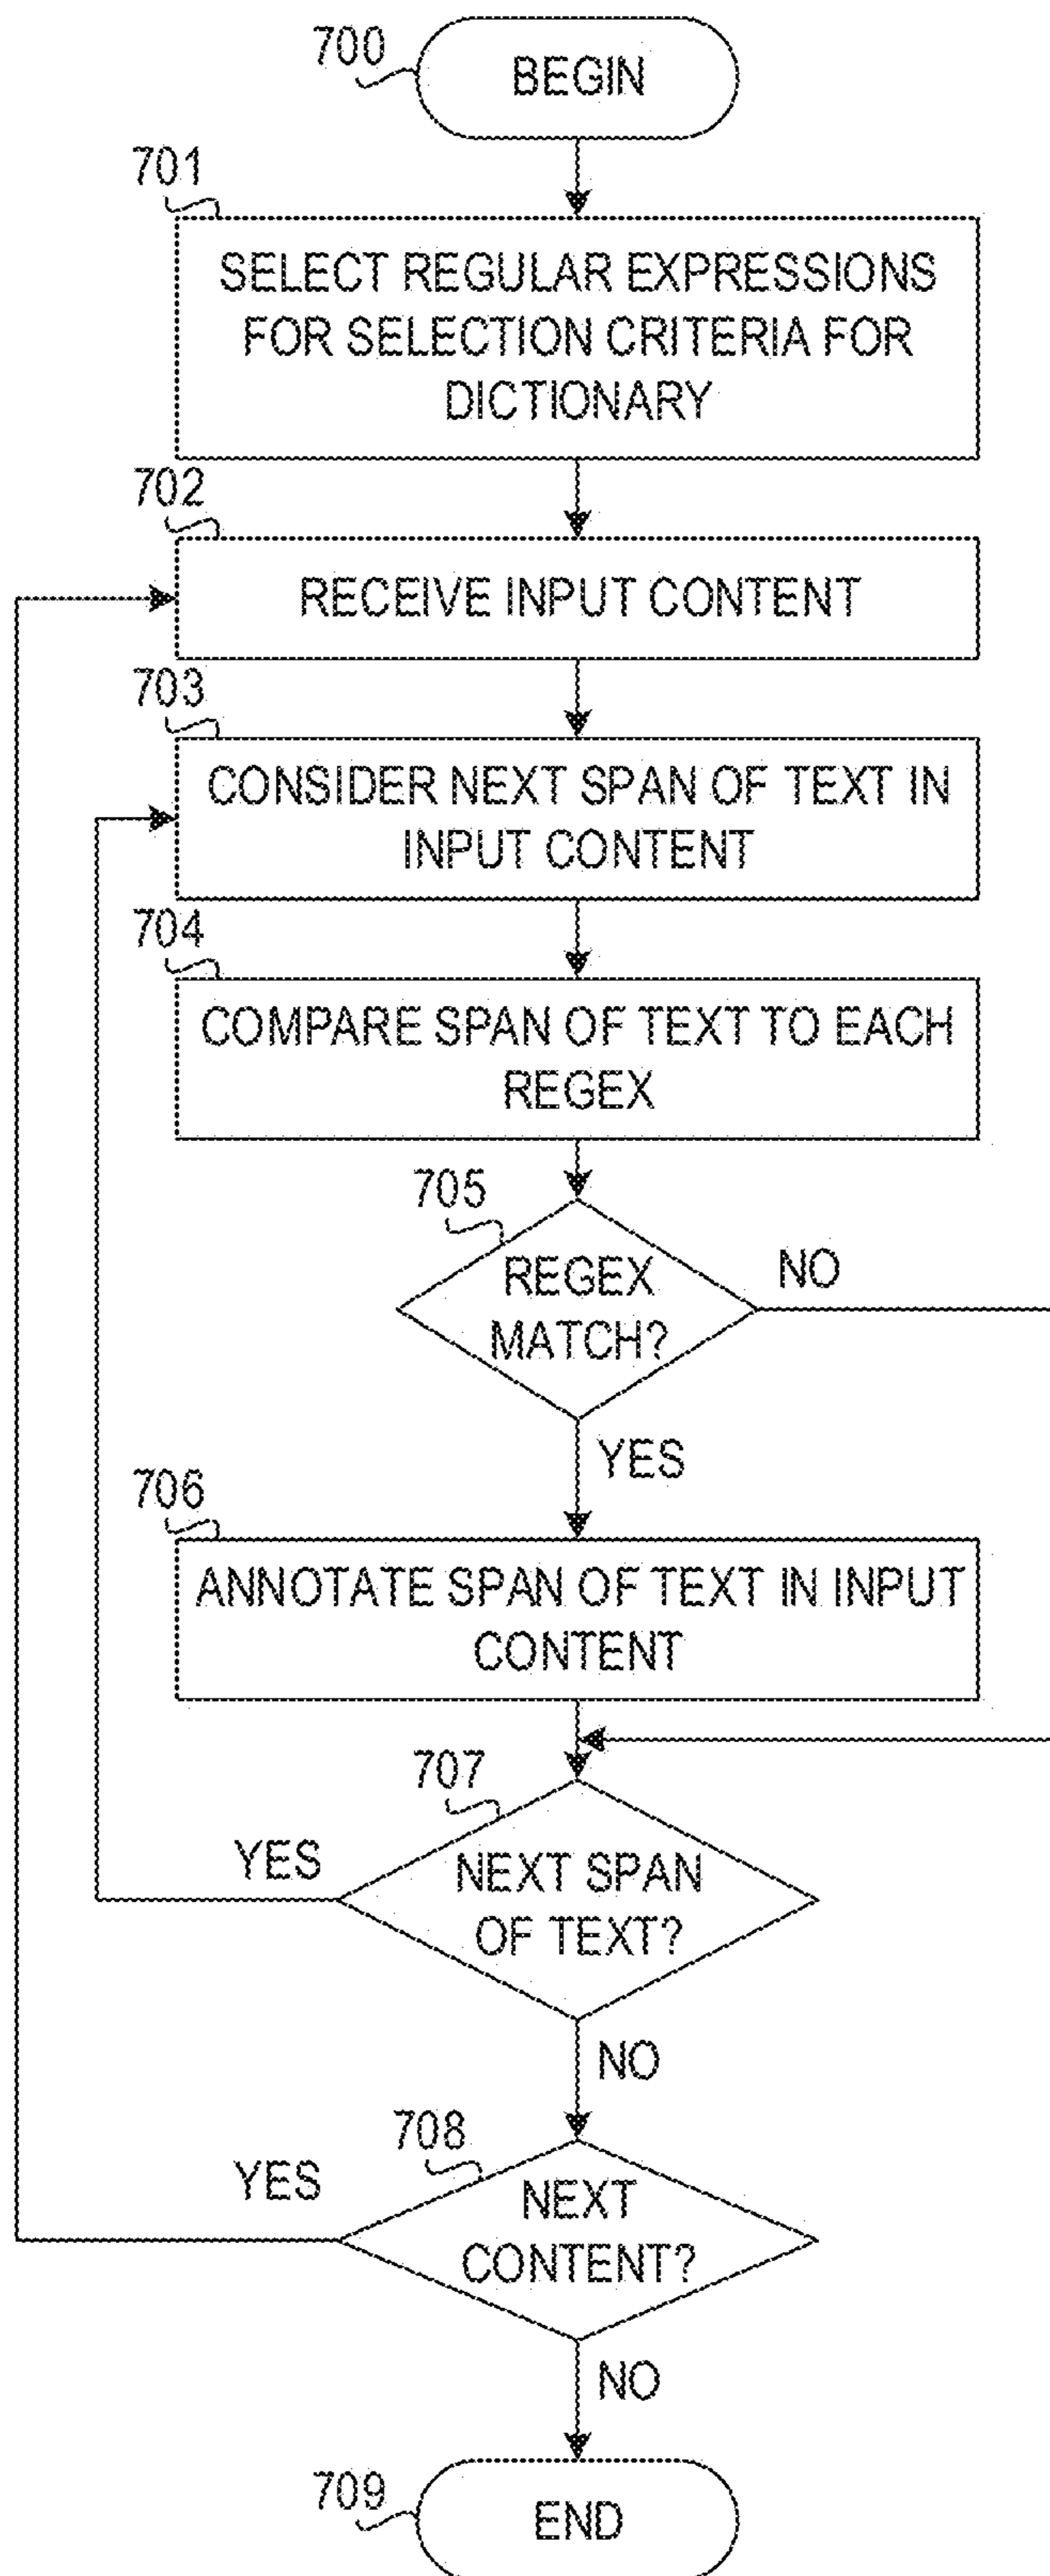 700
BEGIN
701
SELECT REGULAR EXPRESSIONS
FOR SELECTION CRITERIA FOR
DICTIONARY
702
RECEIVE INPUT CONTENT
703
CONSIDER NEXT SPAN OF TEXT IN
INPUT CONTENT
704
COMPARE SPAN OF TEXT TO EACH
REGEX
705
REGEX
MATCH?
NO
YES
706
ANNOTATE SPAN OF TEXT IN INPUT
CONTENT
707
YES
NEXT SPAN
OF TEXT?
NO
708
YES
NEXT
CONTENT?
NO
709
END